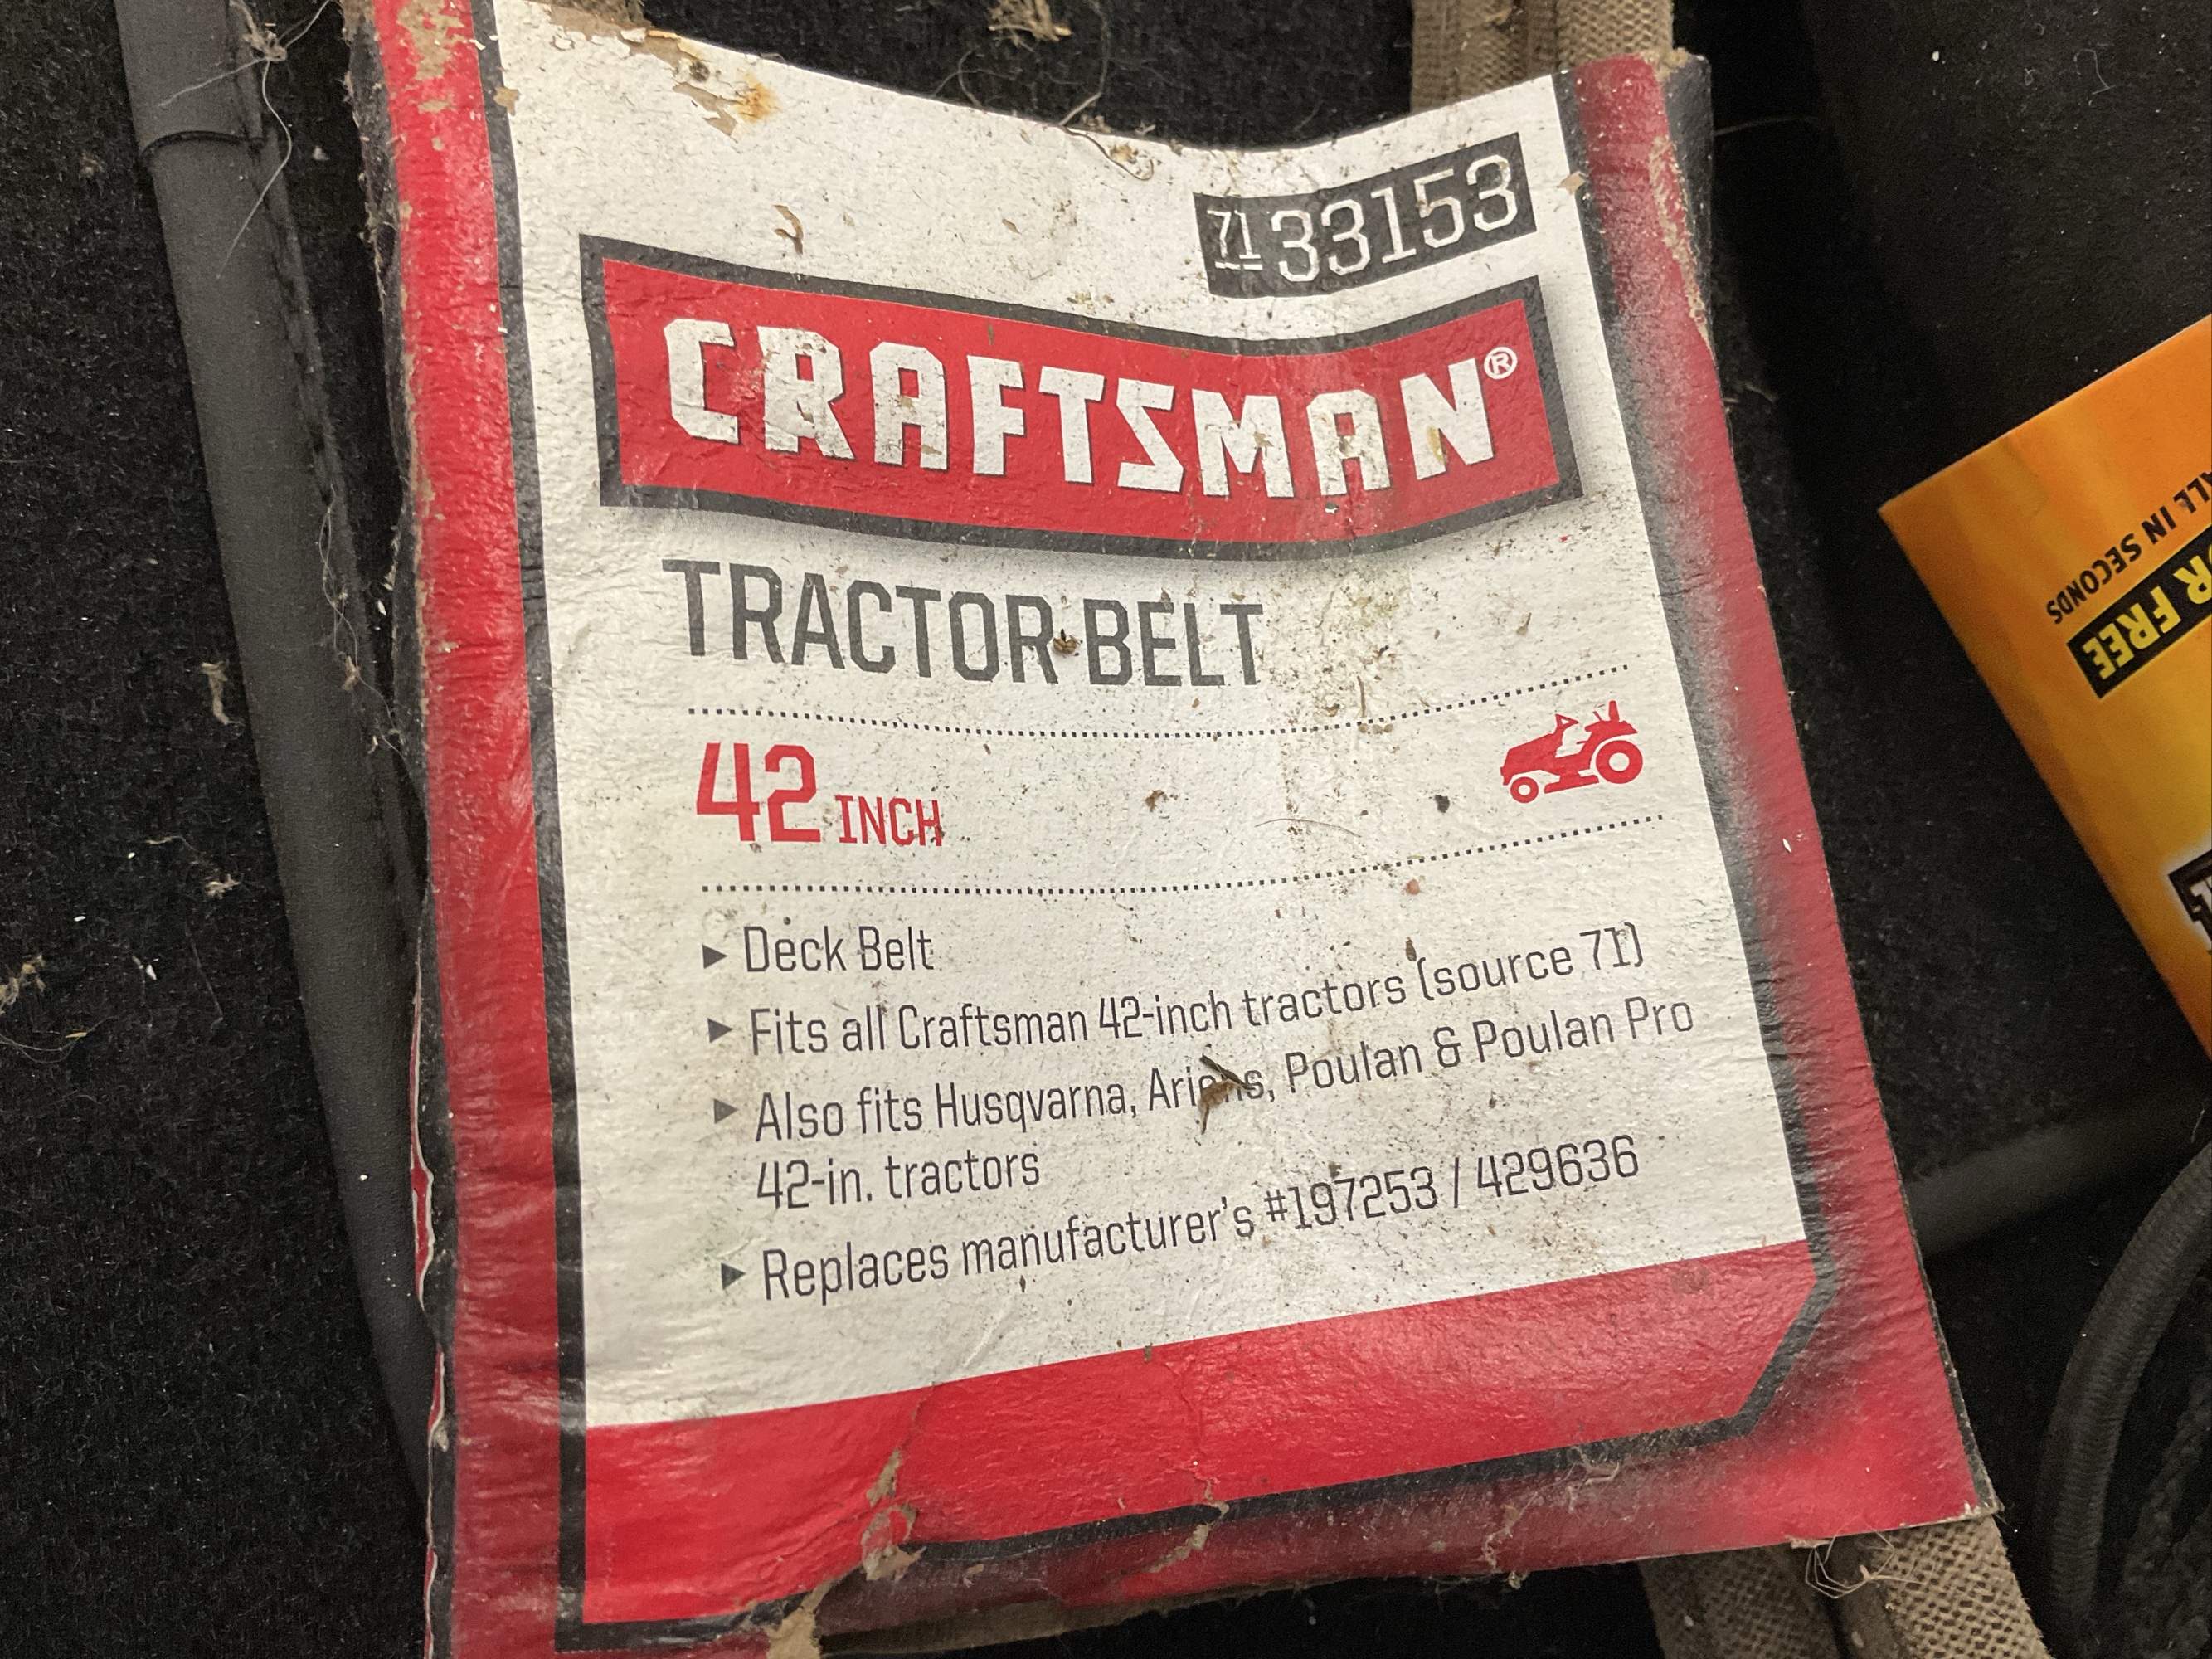 71 33153
CRAFTSMAN®
TRACTOR BELT
42 INCH
Deck Belt
Fits all Craftsman 42-inch tractors (source 71)
Also fits Husqvarna, Ariens, Poulan & Poulan Pro
42-in. tractors
Replaces manufacturer's #197253 / 429636
IN SECONDS
FREE